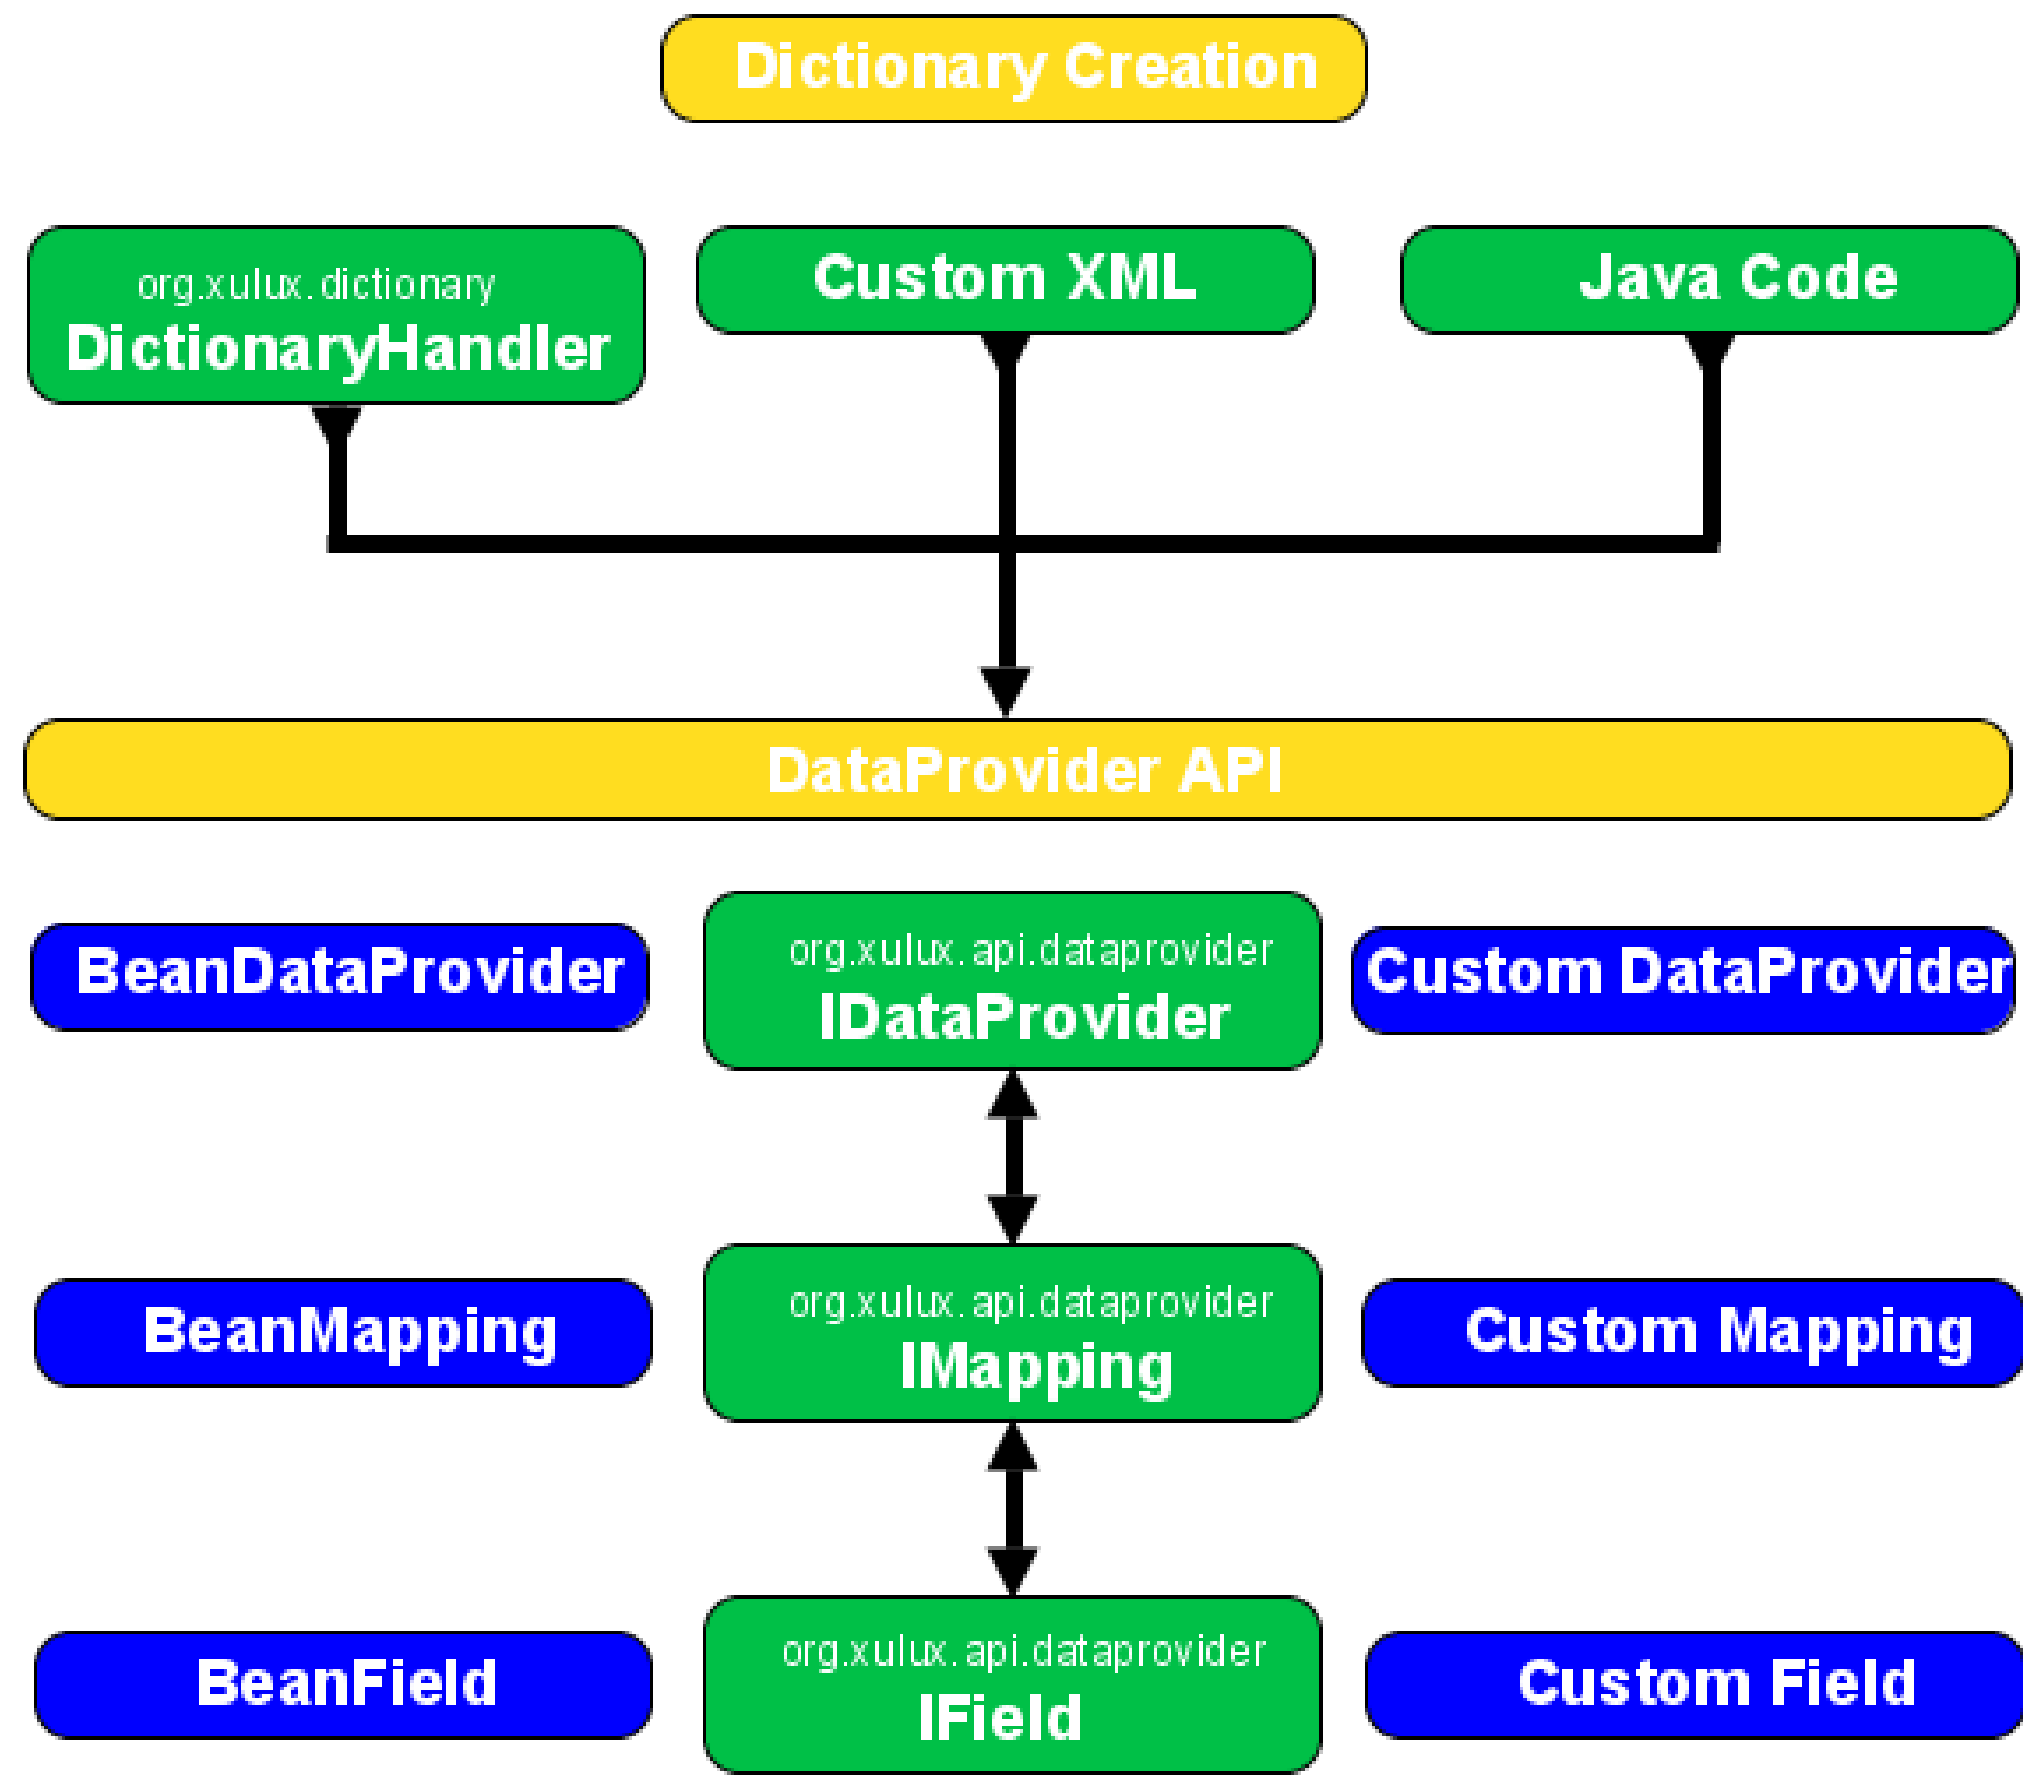 Dictionary Creation
org.xulux.dictionary
DictionaryHandler
Custom XML
Java Code
DataProvider API
BeanDataProvider
org.xulux.api.dataprovider
IDataProvider
Custom DataProvider
BeanMapping
org.xulux.api.dataprovider
IMapping
Custom Mapping
BeanField
org.xulux.api.dataprovider
IField
Custom Field